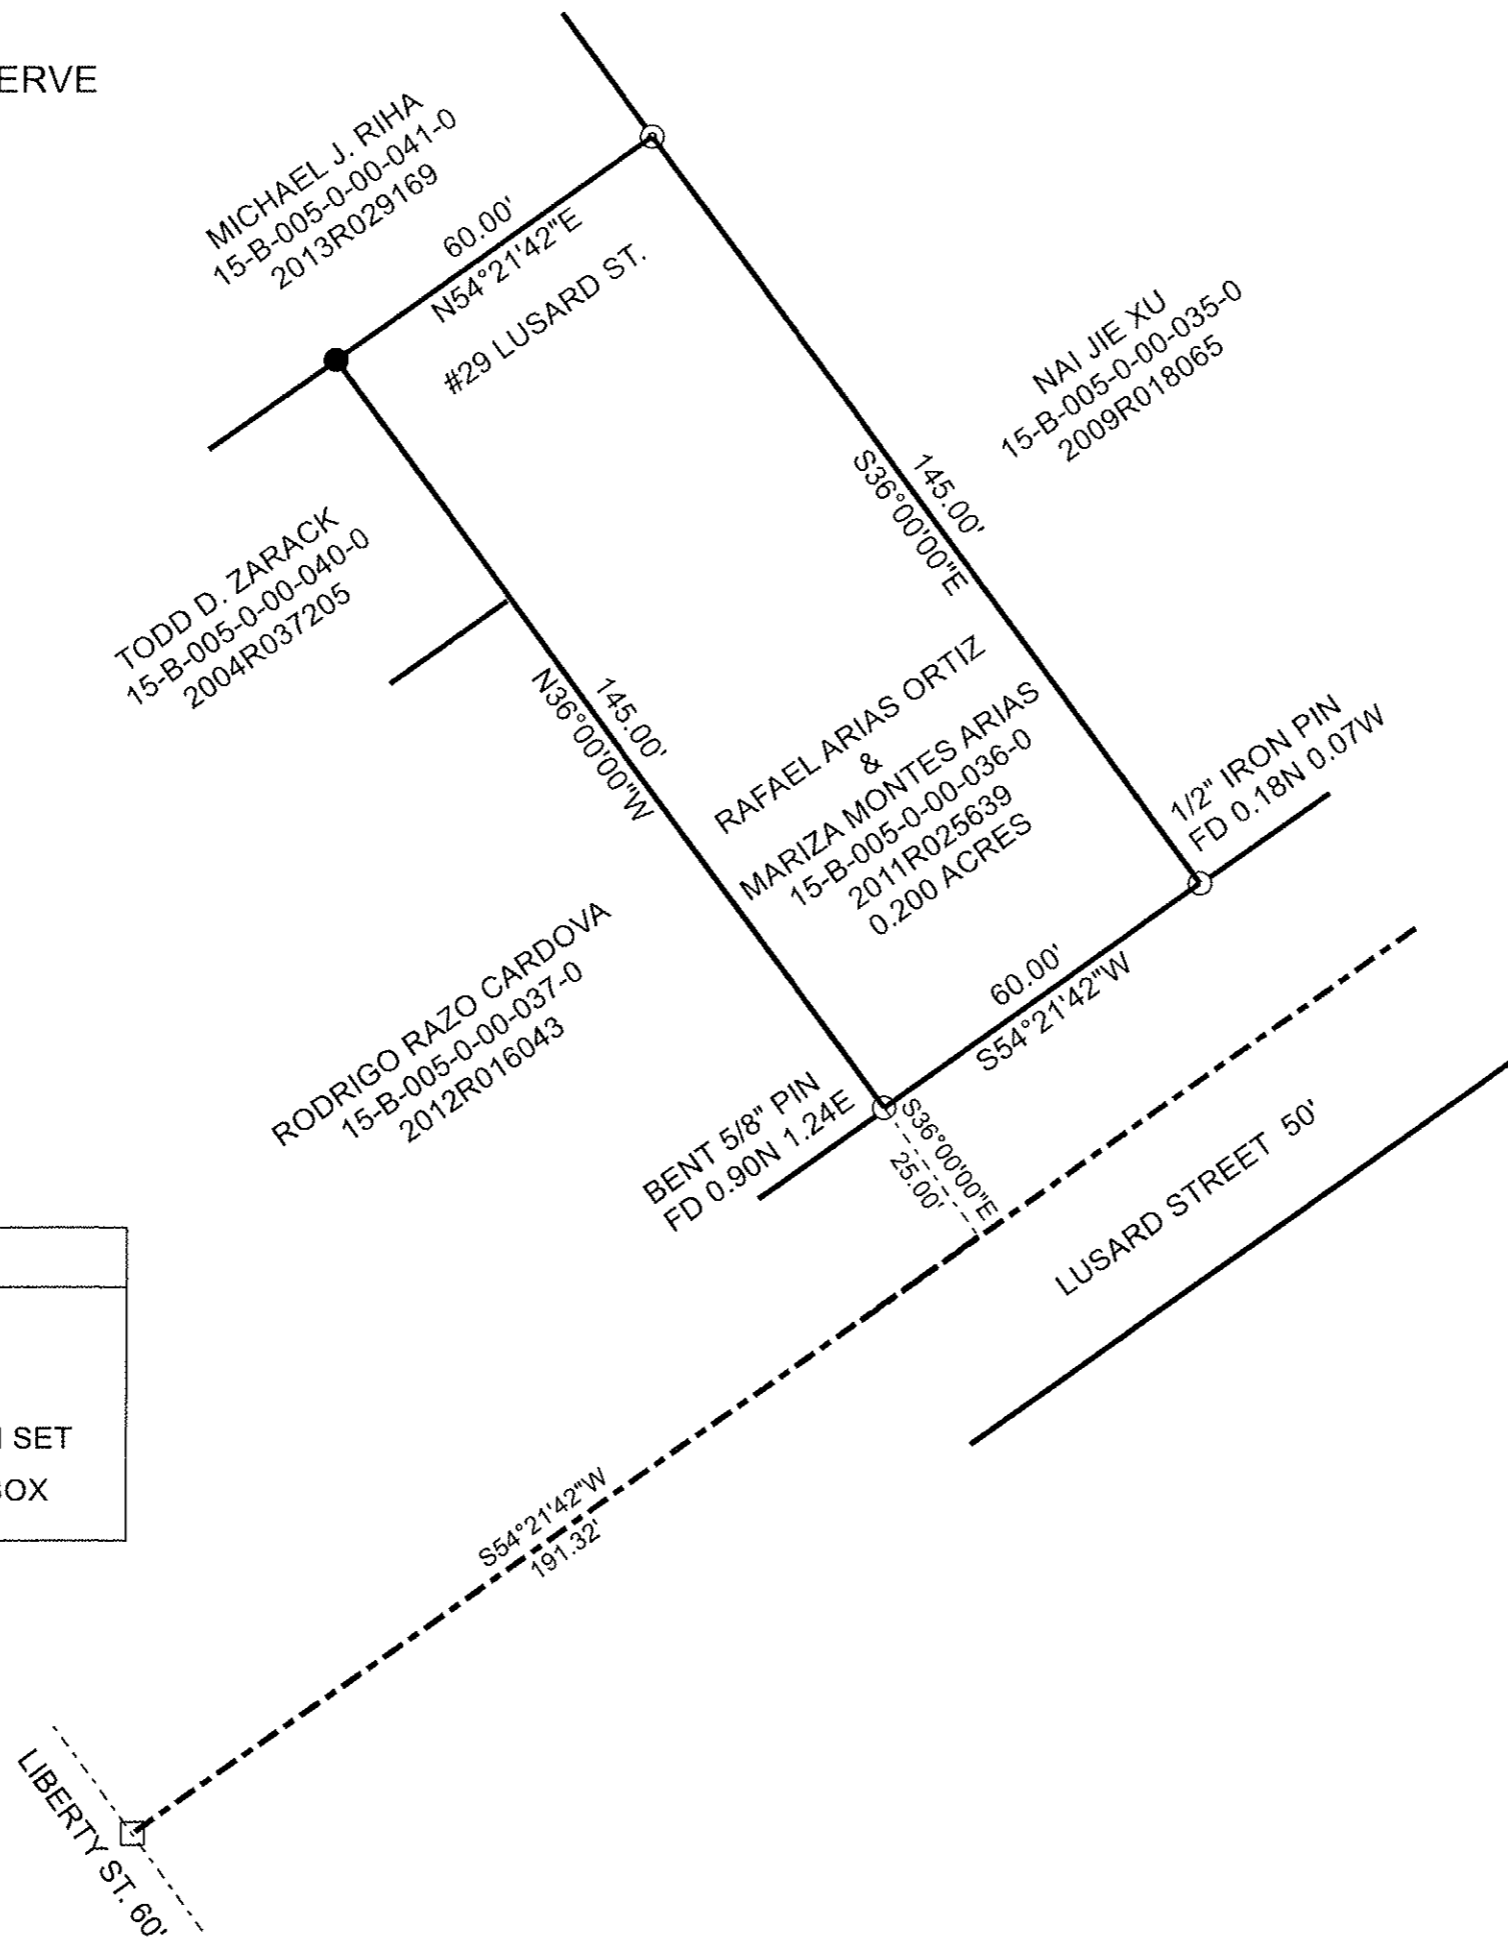 ERVE
MICHAEL J. RIHA
15-B-005-0-00-041-0
2013R029169
60.00'
N54°21'42"E
#29 LUSARD ST.
NAI JIE XU
15-B-005-0-00-035-0
2009R018065
145.00'
S36°00'00"E
TODD D. ZARACK
15-B-005-0-00-040-0
2004R037205
145.00'
N36°00'00"W
RAFAEL ARIAS ORTIZ
&
MARIZA MONTES ARIAS
15-B-005-0-00-036-0
2011R025639
0.200 ACRES
1/2" IRON PIN
FD 0.18N 0.07W
RODRIGO RAZO CARDOVA
15-B-005-0-00-037-0
2012R016043
60.00'
S54°21'42"W
BENT 5/8" PIN
FD 0.90N 1.24E
S36°00'00"E
25.00'
LUSARD STREET 50'
SET
OX
S54°21'42"W
191.32'
LIBERTY ST. 60'